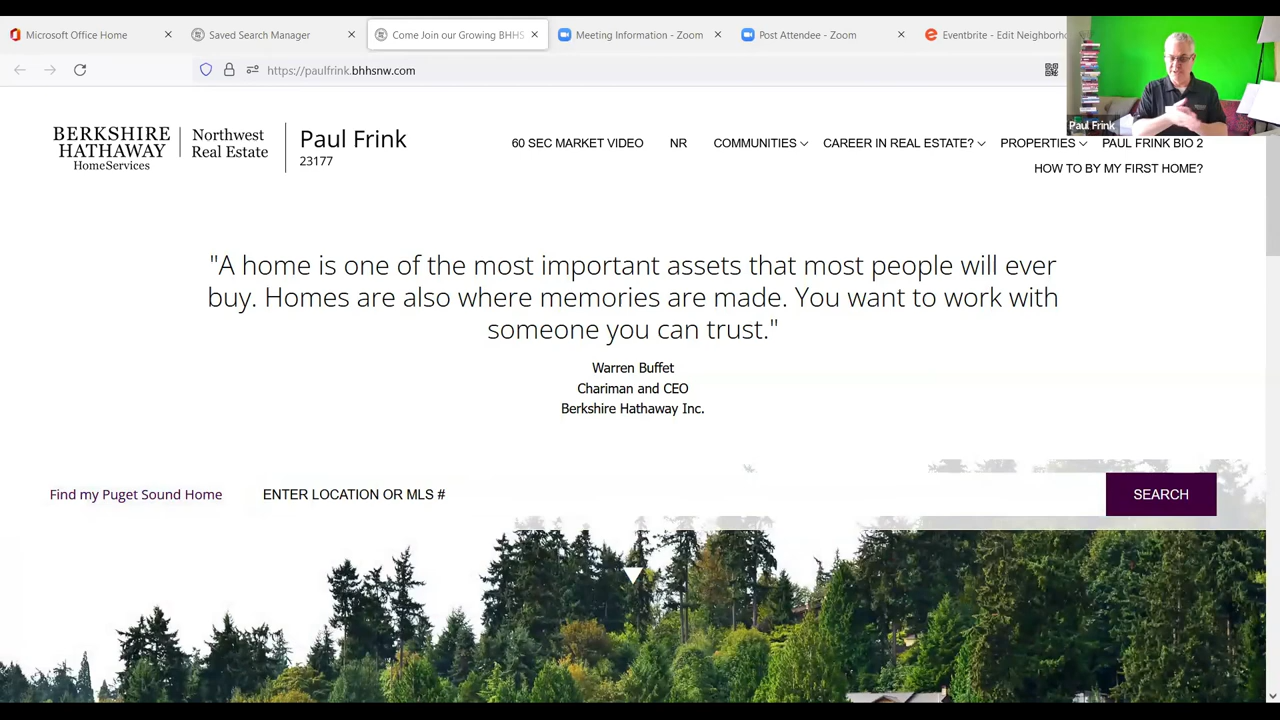 Microsoft Office Home
Saved Search Manager
Come Join our Growing BHHS
Meeting Information - Zoom
Post Attendee - Zoom
Eventbrite - Edit Neighborho
https://paulfrink.bhhsnw.com
Paul Frink
BERKSHIRE
HATHAWAY
HomeServices
Northwest
Real Estate
Paul Frink
23177
60 SEC MARKET VIDEO
NR
COMMUNITIES
CAREER IN REAL ESTATE?
PROPERTIES
PAUL FRINK BIO 2
HOW TO BY MY FIRST HOME?
"A home is one of the most important assets that most people will ever
buy. Homes are also where memories are made. You want to work with
someone you can trust."
Warren Buffet
Chariman and CEO
Berkshire Hathaway Inc.
Find my Puget Sound Home
ENTER LOCATION OR MLS #
SEARCH